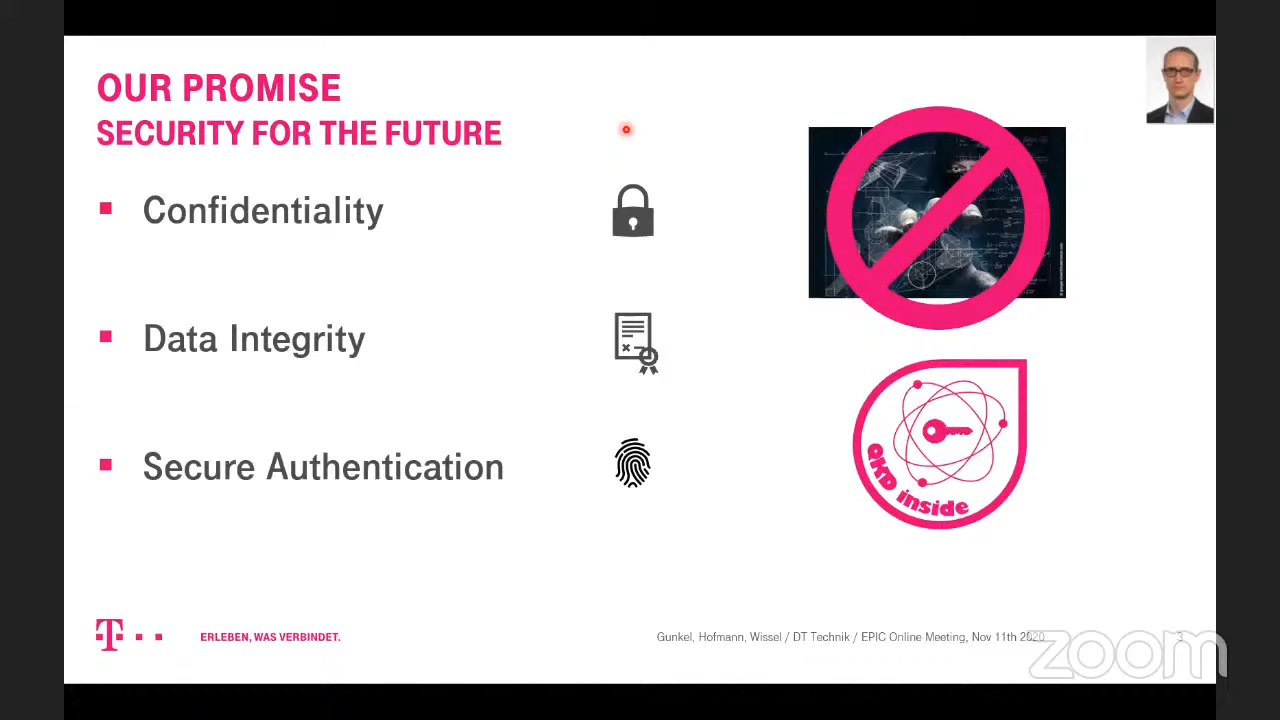 OUR PROMISE
SECURITY FOR THE FUTURE
Confidentiality
Data Integrity
Secure Authentication
QKD inside
T
ERLEBEN, WAS VERBINDET.
Gunkel, Hofmann, Wissel / DT Technik / EPIC Online Meeting, Nov 11th 2020
3
zoom